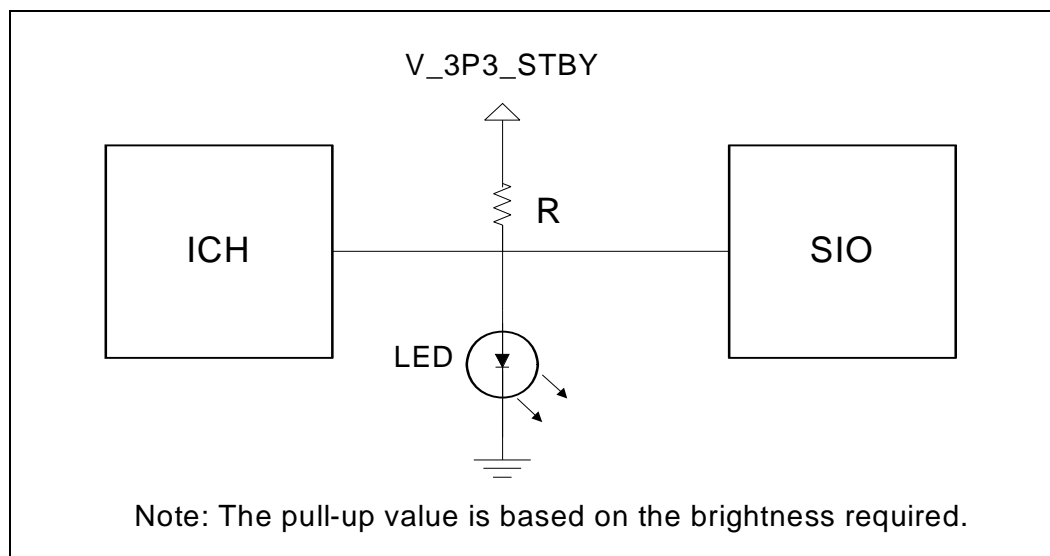 V_3P3_STBY
R
ICH
SIO
LED
Note: The pull-up value is based on the brightness required.